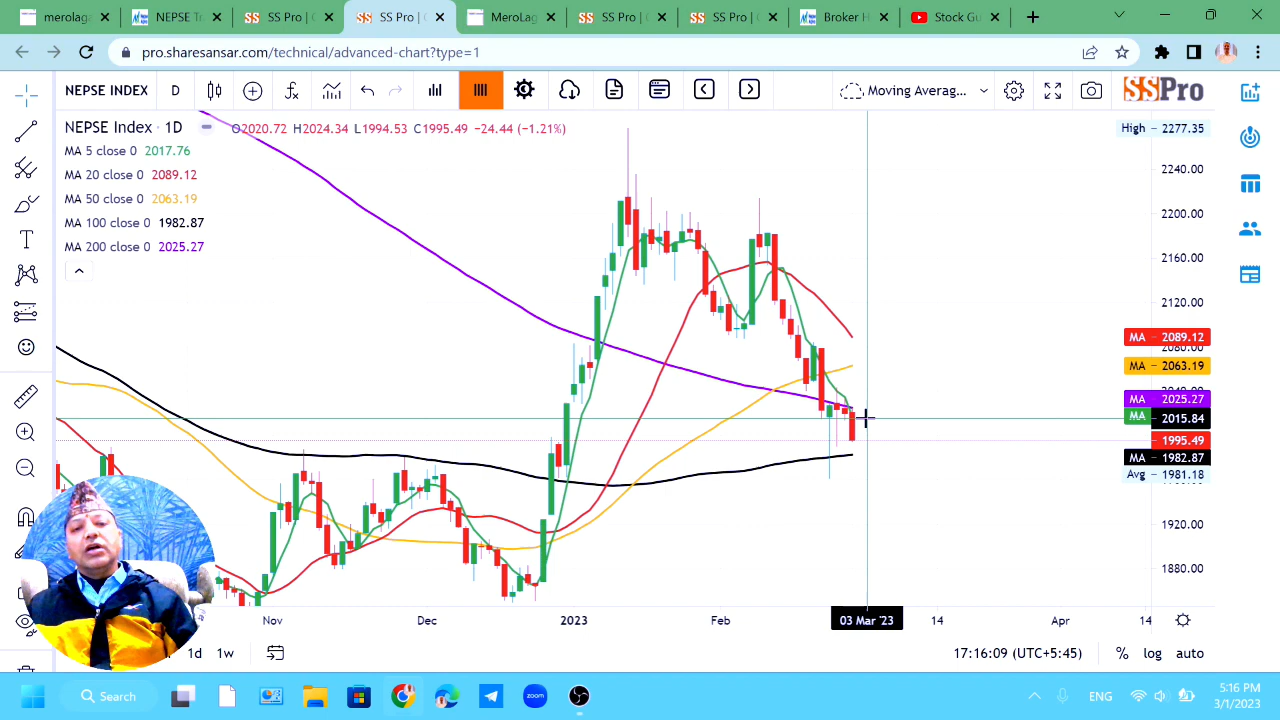 merolaga
NEPSE T
SS Pro | C
SS Pro | C
MeroLag
SS Pro | C
SS Pro | C
Broker H
Stock Gu
pro.sharesansar.com/technical/advanced-chart?type=1
NEPSE INDEX D Moving Averag... SSPro
NEPSE Index · 1D O2020.72 H2024.34 L1994.53 C1995.49 −24.44 (−1.21%)
MA 5 close 0 2017.76
MA 20 close 0 2089.12
MA 50 close 0 2063.19
MA 100 close 0 1982.87
MA 200 close 0 2025.27
High − 2277.35
2240.00
2200.00
2160.00
2120.00
MA − 2089.12
2080.00
MA − 2063.19
MA − 2025.27
MA 2015.84
1995.49
MA − 1982.87
Avg − 1981.18
1920.00
1880.00
Nov Dec 2023 Feb 03 Mar '23 14 Apr 14
1d 1w 17:16:09 (UTC+5:45) % log auto
Search zoom ENG 5:16 PM
3/1/2023